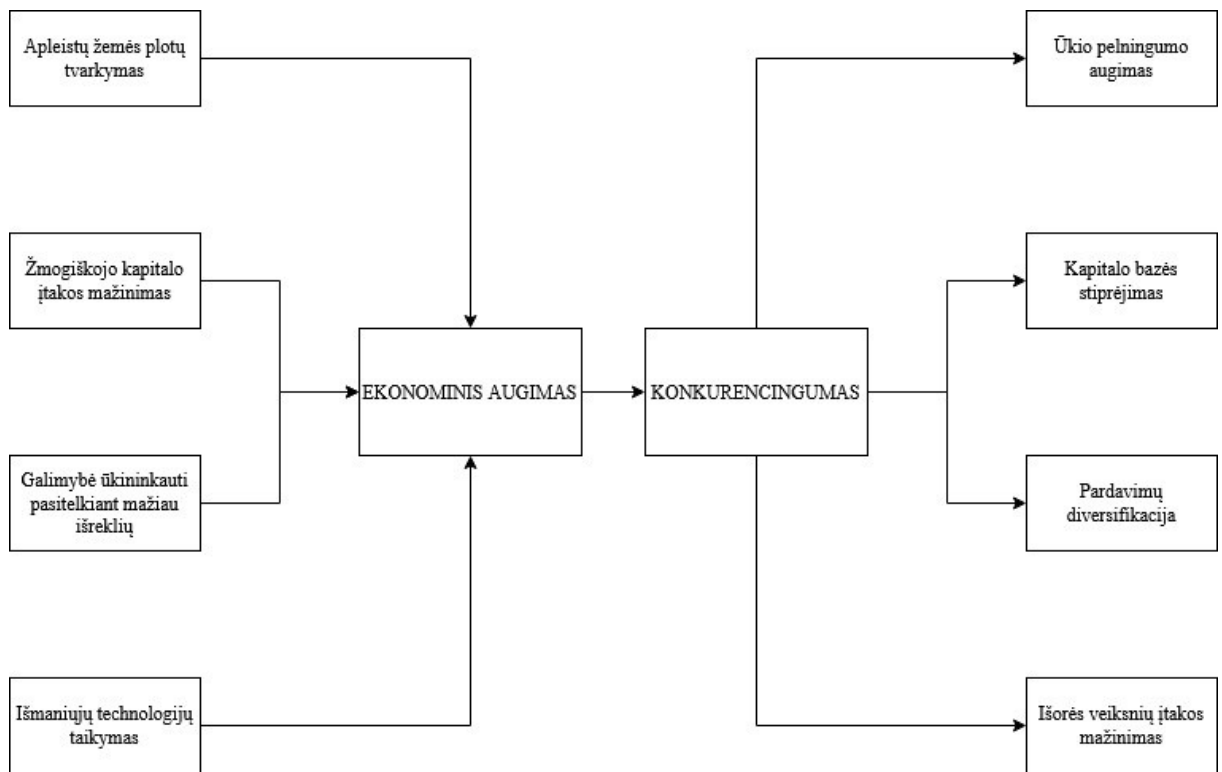 Apleistų žemės plotų
tvarkymas
Ūkio pelningumo
augimas
Žmogiškojo kapitalo
įtakos mažinimas
Kapitalo bazės
stiprėjimas
EKONOMINIS AUGIMAS
KONKURENCINGUMAS
Galimybė ūkininkauti
pasitelkiant mažiau
išreklių
Pardavimų
diversifikacija
Išmaniųjų technologijų
taikymas
Išorės veiksnių įtakos
mažinimas